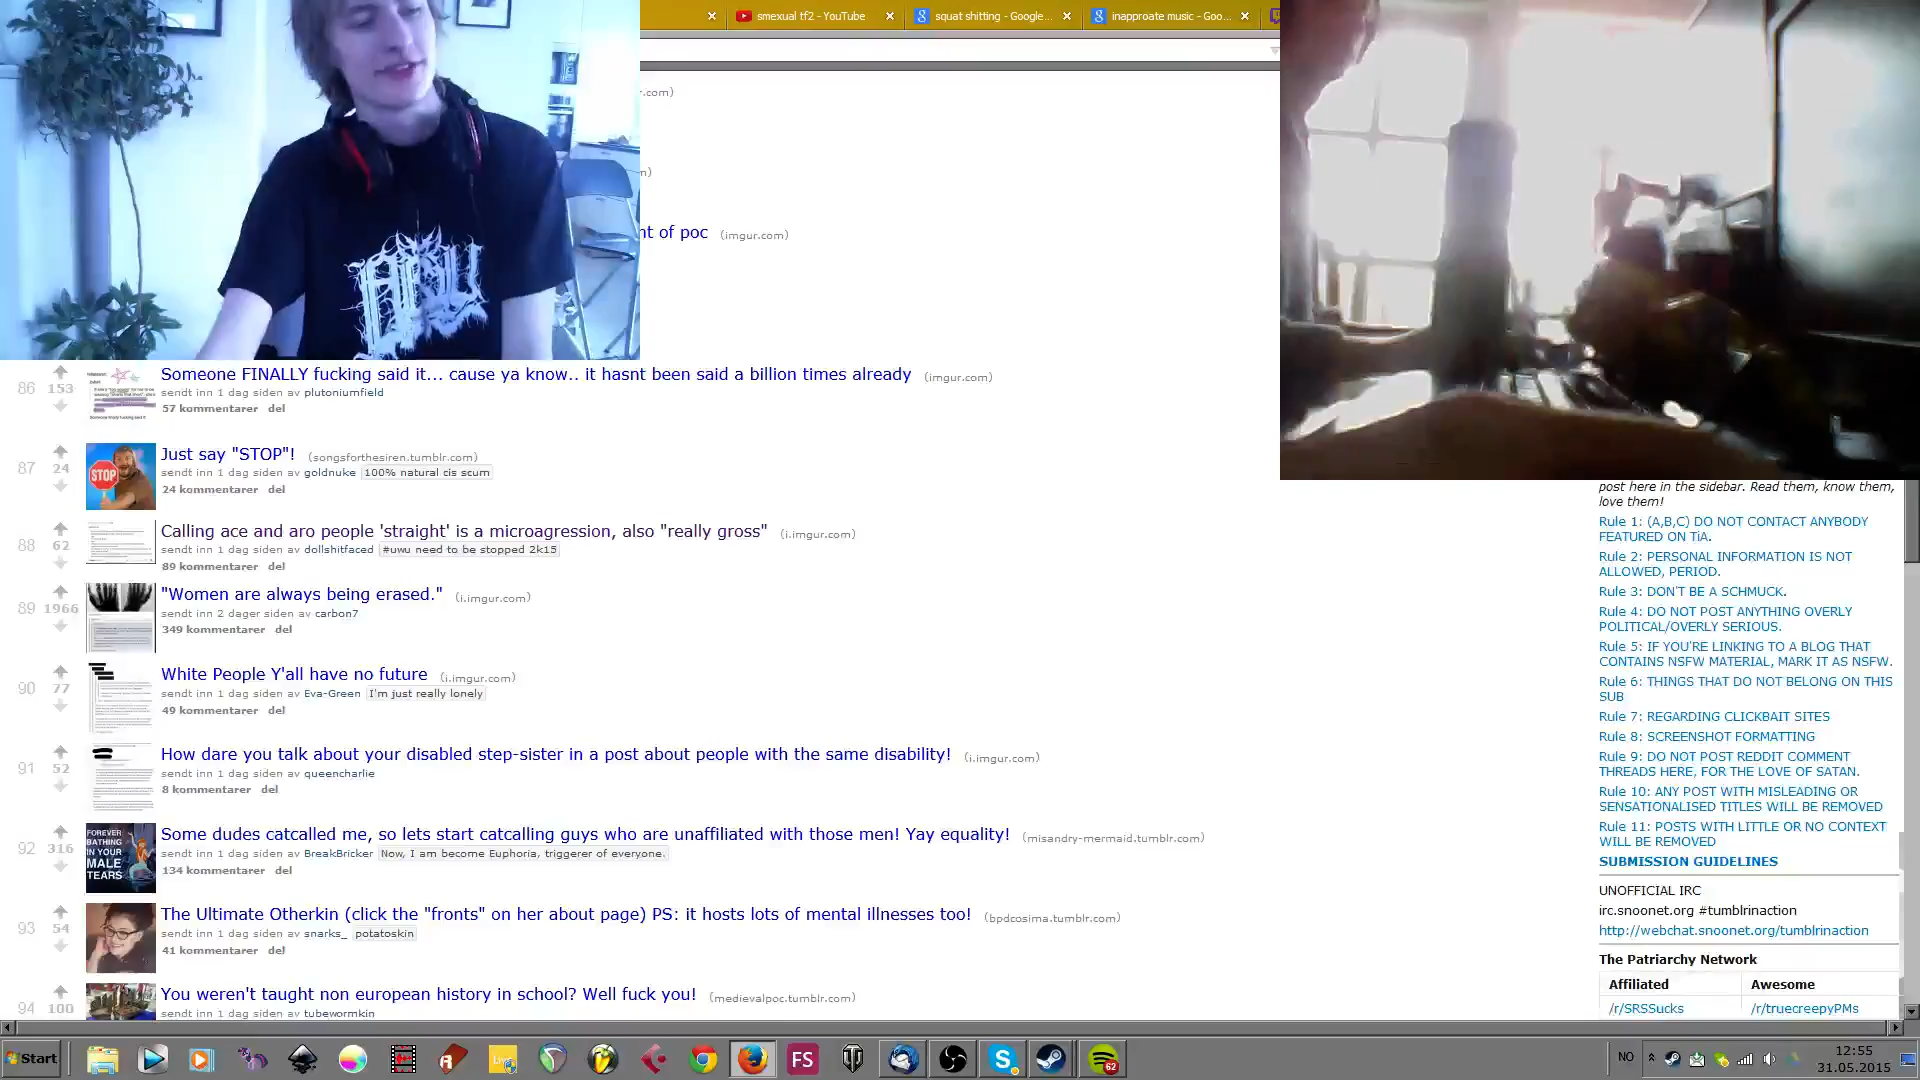 smexual tf2 - YouTube
squat shitting - Google...
inapproate music - Goo...
r.com)
nt of poc (imgur.com)
86 153 Someone FINALLY fucking said it... cause ya know.. it hasnt been said a billion times already (imgur.com)
sendt inn 1 dag siden av plutoniumfield
57 kommentarer del
STOP
87 24 Just say "STOP"! (songsforthesiren.tumblr.com)
sendt inn 1 dag siden av goldnuke 100% natural cis scum
24 kommentarer del
88 62 Calling ace and aro people 'straight' is a microagression, also "really gross" (i.imgur.com)
sendt inn 1 dag siden av dollshitfaced #uwu need to be stopped 2k15
89 kommentarer del
89 1966 "Women are always being erased." (i.imgur.com)
sendt inn 2 dager siden av carbon7
349 kommentarer del
90 77 White People Y'all have no future (i.imgur.com)
sendt inn 1 dag siden av Eva-Green I'm just really lonely
49 kommentarer del
91 52 How dare you talk about your disabled step-sister in a post about people with the same disability! (i.imgur.com)
sendt inn 1 dag siden av queencharlie
8 kommentarer del
FOREVER
BATHING
IN YOUR
MALE
TEARS
92 316 Some dudes catcalled me, so lets start catcalling guys who are unaffiliated with those men! Yay equality! (misandry-mermaid.tumblr.com)
sendt inn 1 dag siden av BreakBricker Now, I am become Euphoria, triggerer of everyone.
134 kommentarer del
93 54 The Ultimate Otherkin (click the "fronts" on her about page) PS: it hosts lots of mental illnesses too! (bpdcosima.tumblr.com)
sendt inn 1 dag siden av snarks_ potatoskin
41 kommentarer del
94 100 You weren't taught non european history in school? Well fuck you! (medievalpoc.tumblr.com)
sendt inn 1 dag siden av tubewormkin
post here in the sidebar. Read them, know them,
love them!
Rule 1: (A,B,C) DO NOT CONTACT ANYBODY
FEATURED ON TiA.
Rule 2: PERSONAL INFORMATION IS NOT
ALLOWED, PERIOD.
Rule 3: DON'T BE A SCHMUCK.
Rule 4: DO NOT POST ANYTHING OVERLY
POLITICAL/OVERLY SERIOUS.
Rule 5: IF YOU'RE LINKING TO A BLOG THAT
CONTAINS NSFW MATERIAL, MARK IT AS NSFW.
Rule 6: THINGS THAT DO NOT BELONG ON THIS
SUB
Rule 7: REGARDING CLICKBAIT SITES
Rule 8: SCREENSHOT FORMATTING
Rule 9: DO NOT POST REDDIT COMMENT
THREADS HERE, FOR THE LOVE OF SATAN.
Rule 10: ANY POST WITH MISLEADING OR
SENSATIONALISED TITLES WILL BE REMOVED
Rule 11: POSTS WITH LITTLE OR NO CONTEXT
WILL BE REMOVED
SUBMISSION GUIDELINES
UNOFFICIAL IRC
irc.snoonet.org #tumblrinaction
http://webchat.snoonet.org/tumblrinaction
The Patriarchy Network
Affiliated Awesome
/r/SRSSucks /r/truecreepyPMs
Start
FS
62
NO
12:55
31.05.2015